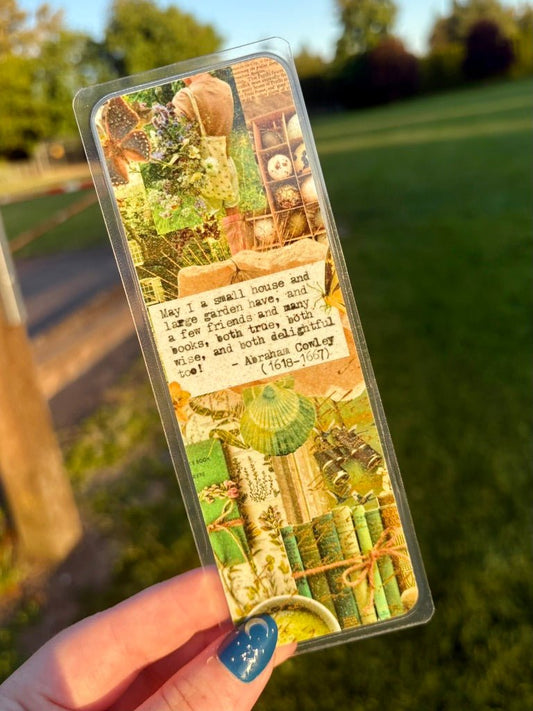 May I a small house and
large garden have, and
a few friends and many
books, both true, both
wise, and both delightful
too! - Abraham Cowley
(1618-1667)
BOOK